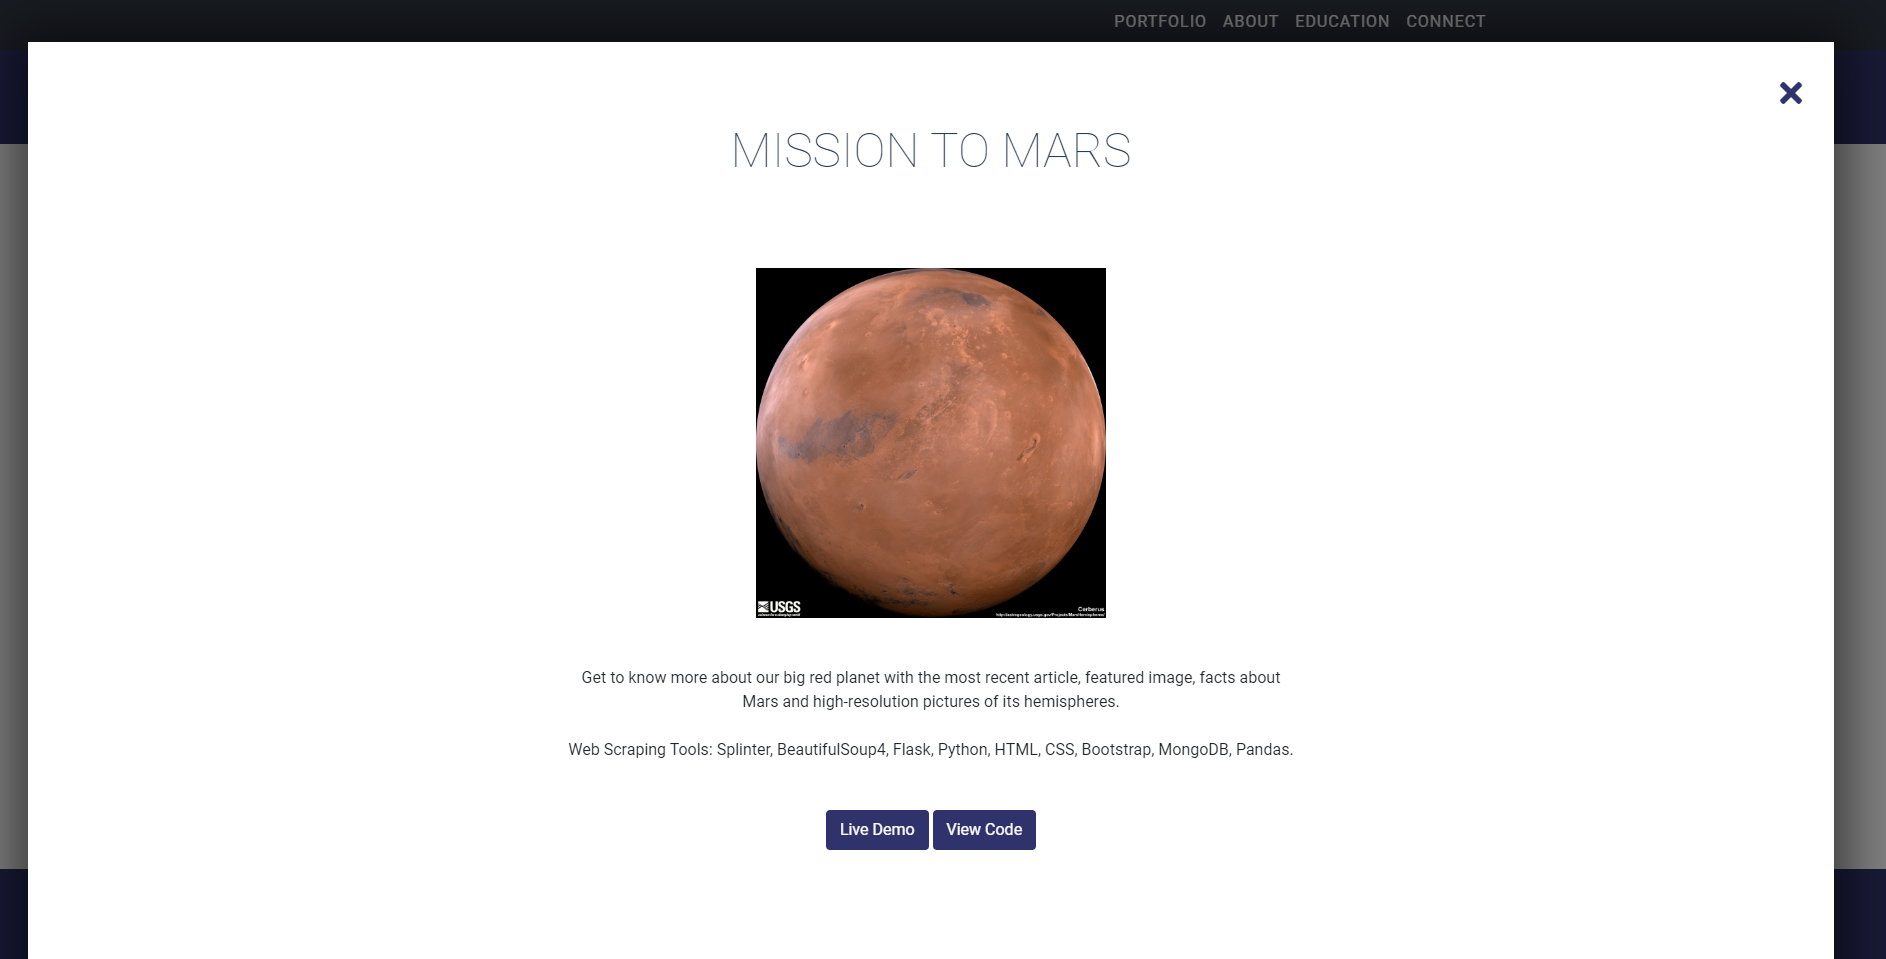 PORTFOLIO ABOUT EDUCATION CONNECT
MISSION TO MARS
USGS
Cerberus
Get to know more about our big red planet with the most recent article, featured image, facts about
Mars and high-resolution pictures of its hemispheres.
Web Scraping Tools: Splinter, BeautifulSoup4, Flask, Python, HTML, CSS, Bootstrap, MongoDB, Pandas.
Live Demo View Code